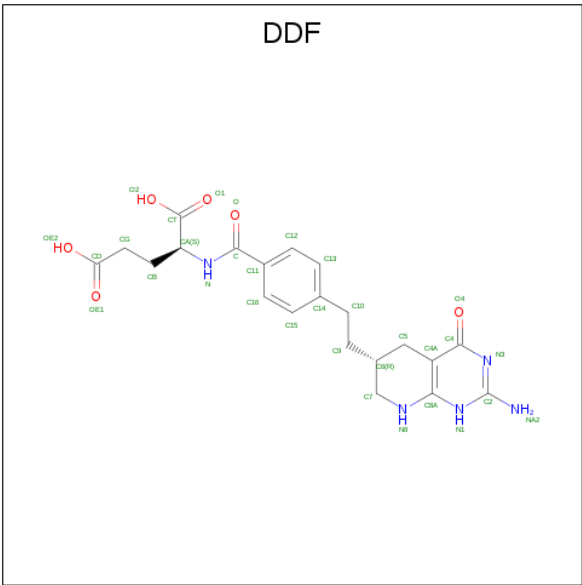 DDF
O2
O1
HO
O
O
CT
O
OE2
CG
CA(S)
C12
HO
CD
C
C13
CB
N
H
N
C11
O
C10
O4
OE1
C16
C14
O
C15
C5
C4
C9
C4A
N
N3
C6(R)
C7
C8A
C2
N
H
N
H
NH2
NA2
N8
N1